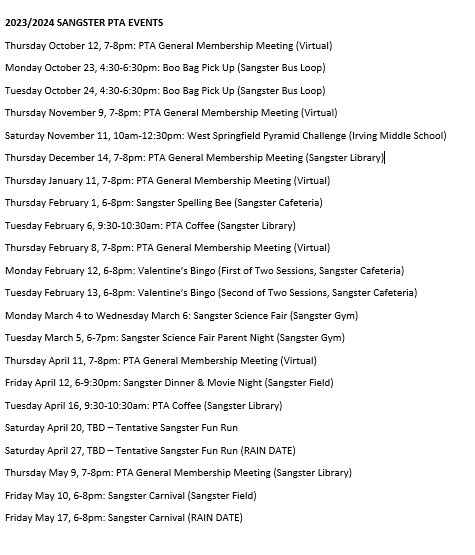 2023/2024 SANGSTER PTA EVENTS
Thursday October 12, 7-8pm: PTA General Membership Meeting (Virtual)
Monday October 23, 4:30-6:30pm: Boo Bag Pick Up (Sangster Bus Loop)
Tuesday October 24, 4:30-6:30pm: Boo Bag Pick Up (Sangster Bus Loop)
Thursday November 9, 7-8pm: PTA General Membership Meeting (Virtual)
Saturday November 11, 10am-12:30pm: West Springfield Pyramid Challenge (Irving Middle School)
Thursday December 14, 7-8pm: PTA General Membership Meeting (Sangster Library)
Thursday January 11, 7-8pm: PTA General Membership Meeting (Virtual)
Thursday February 1, 6-8pm: Sangster Spelling Bee (Sangster Cafeteria)
Tuesday February 6, 9:30-10:30am: PTA Coffee (Sangster Library)
Thursday February 8, 7-8pm: PTA General Membership Meeting (Virtual)
Monday February 12, 6-8pm: Valentine's Bingo (First of Two Sessions, Sangster Cafeteria)
Tuesday February 13, 6-8pm: Valentine's Bingo (Second of Two Sessions, Sangster Cafeteria)
Monday March 4 to Wednesday March 6: Sangster Science Fair (Sangster Gym)
Tuesday March 5, 6-7pm: Sangster Science Fair Parent Night (Sangster Gym)
Thursday April 11, 7-8pm: PTA General Membership Meeting (Virtual)
Friday April 12, 6-9:30pm: Sangster Dinner & Movie Night (Sangster Field)
Tuesday April 16, 9:30-10:30am: PTA Coffee (Sangster Library)
Saturday April 20, TBD – Tentative Sangster Fun Run
Saturday April 27, TBD – Tentative Sangster Fun Run (RAIN DATE)
Thursday May 9, 7-8pm: PTA General Membership Meeting (Sangster Library)
Friday May 10, 6-8pm: Sangster Carnival (Sangster Field)
Friday May 17, 6-8pm: Sangster Carnival (RAIN DATE)